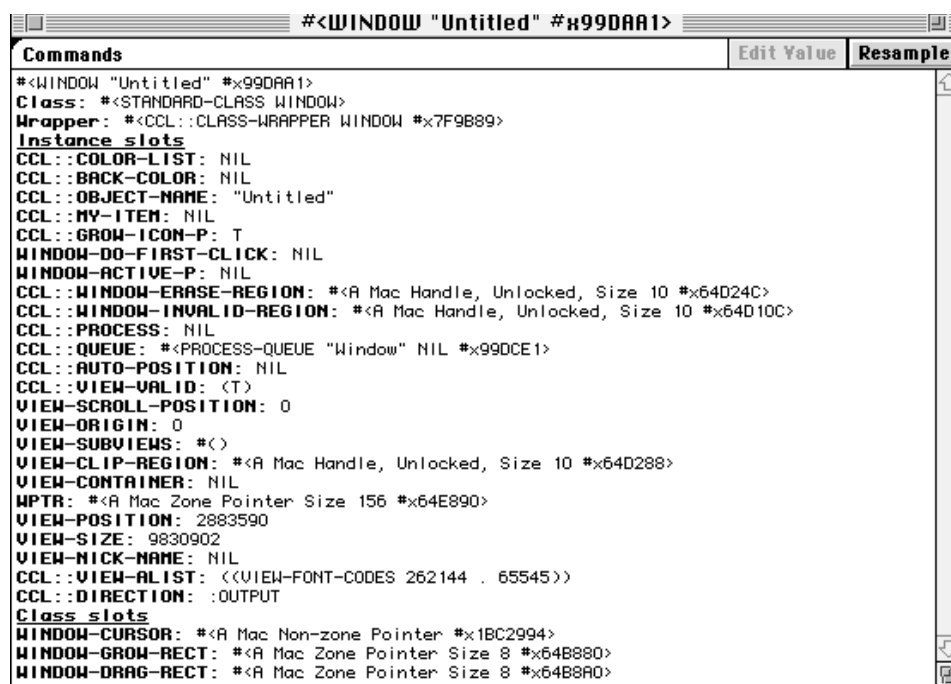 #<WINDOW "Untitled" #x99DAA1>
Commands Edit Value Resample
#<WINDOW "Untitled" #x99DAA1>
Class: #<STANDARD-CLASS WINDOW>
Wrapper: #<CCL::CLASS-WRAPPER WINDOW #x7F9B89>
Instance slots
CCL::COLOR-LIST: NIL
CCL::BACK-COLOR: NIL
CCL::OBJECT-NAME: "Untitled"
CCL::MY-ITEM: NIL
CCL::GROW-ICON-P: T
WINDOW-DO-FIRST-CLICK: NIL
WINDOW-ACTIVE-P: NIL
CCL::WINDOW-ERASE-REGION: #<A Mac Handle, Unlocked, Size 10 #x64D24C>
CCL::WINDOW-INVALID-REGION: #<A Mac Handle, Unlocked, Size 10 #x64D10C>
CCL::PROCESS: NIL
CCL::QUEUE: #<PROCESS-QUEUE "Window" NIL #x99DCE1>
CCL::AUTO-POSITION: NIL
CCL::VIEW-VALID: (T)
VIEW-SCROLL-POSITION: 0
VIEW-ORIGIN: 0
VIEW-SUBVIEWS: #()
VIEW-CLIP-REGION: #<A Mac Handle, Unlocked, Size 10 #x64D288>
VIEW-CONTAINER: NIL
WPTR: #<A Mac Zone Pointer Size 156 #x64E890>
VIEW-POSITION: 2883590
VIEW-SIZE: 9830902
VIEW-NICK-NAME: NIL
CCL::VIEW-ALIST: ((VIEW-FONT-CODES 262144 . 65545))
CCL::DIRECTION: :OUTPUT
Class slots
WINDOW-CURSOR: #<A Mac Non-zone Pointer #x1BC2994>
WINDOW-GROW-RECT: #<A Mac Zone Pointer Size 8 #x64B880>
WINDOW-DRAG-RECT: #<A Mac Zone Pointer Size 8 #x64B8A0>